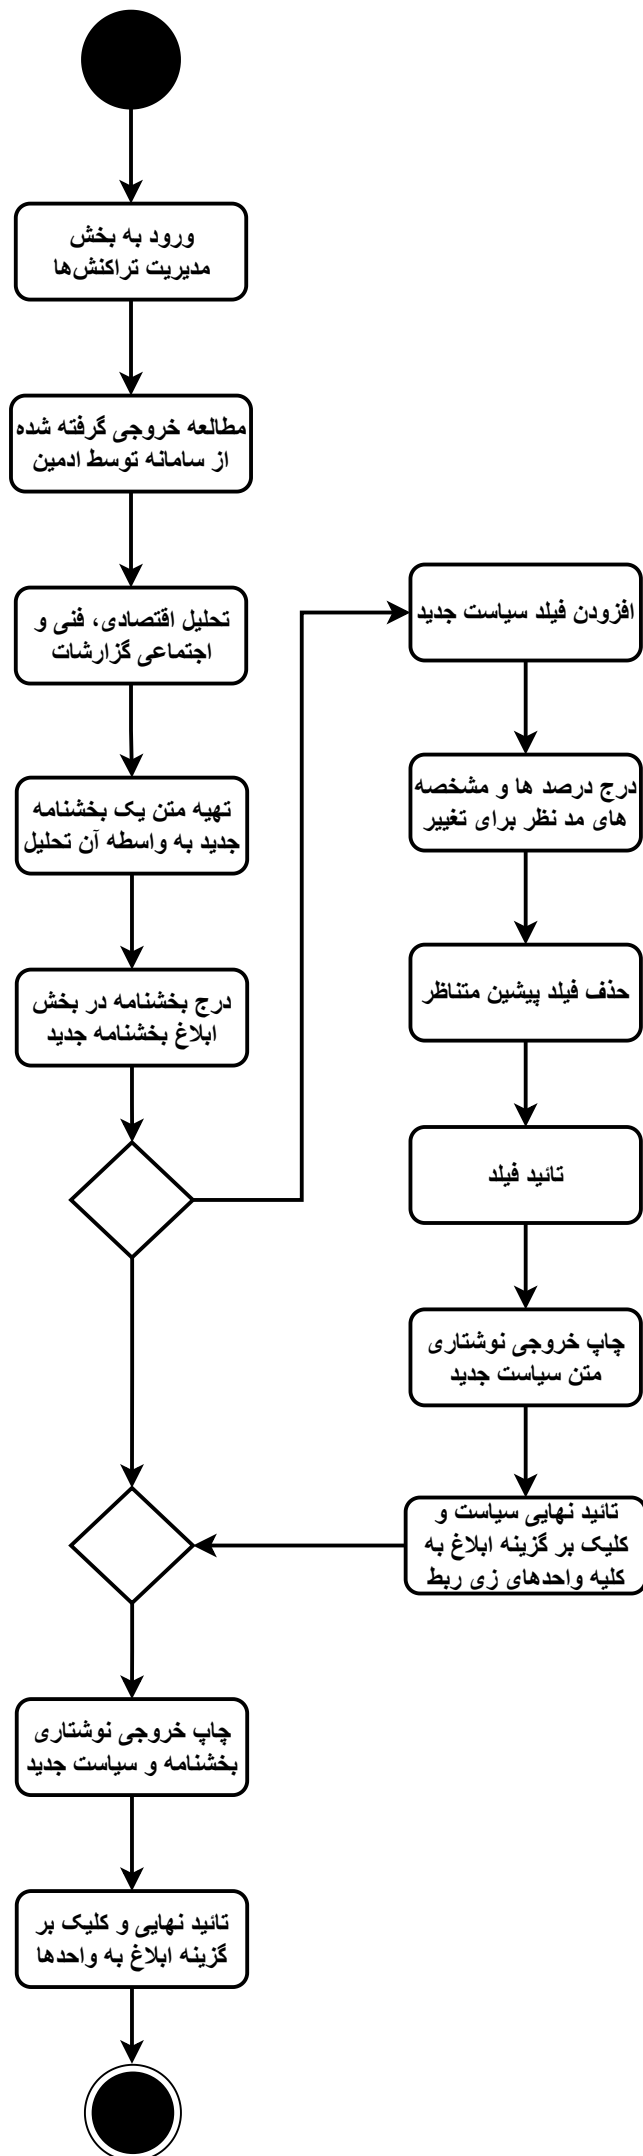 ورود به بخش
مدیریت تراکنش‌ها
مطالعه خروجی گرفته شده
از سامانه توسط ادمین
تحلیل اقتصادی، فنی و
اجتماعی گزارشات
تهیه متن یک بخشنامه
جدید به واسطه آن تحلیل
درج بخشنامه در بخش
ابلاغ بخشنامه جدید
افزودن فیلد سیاست جدید
درج درصد ها و مشخصه
های مد نظر برای تغییر
حذف فیلد پیشین متناظر
تائید فیلد
چاپ خروجی نوشتاری
متن سیاست جدید
تائید نهایی سیاست و
کلیک بر گزینه ابلاغ به
کلیه واحدهای زی ربط
چاپ خروجی نوشتاری
بخشنامه و سیاست جدید
تائید نهایی و کلیک بر
گزینه ابلاغ به واحدها